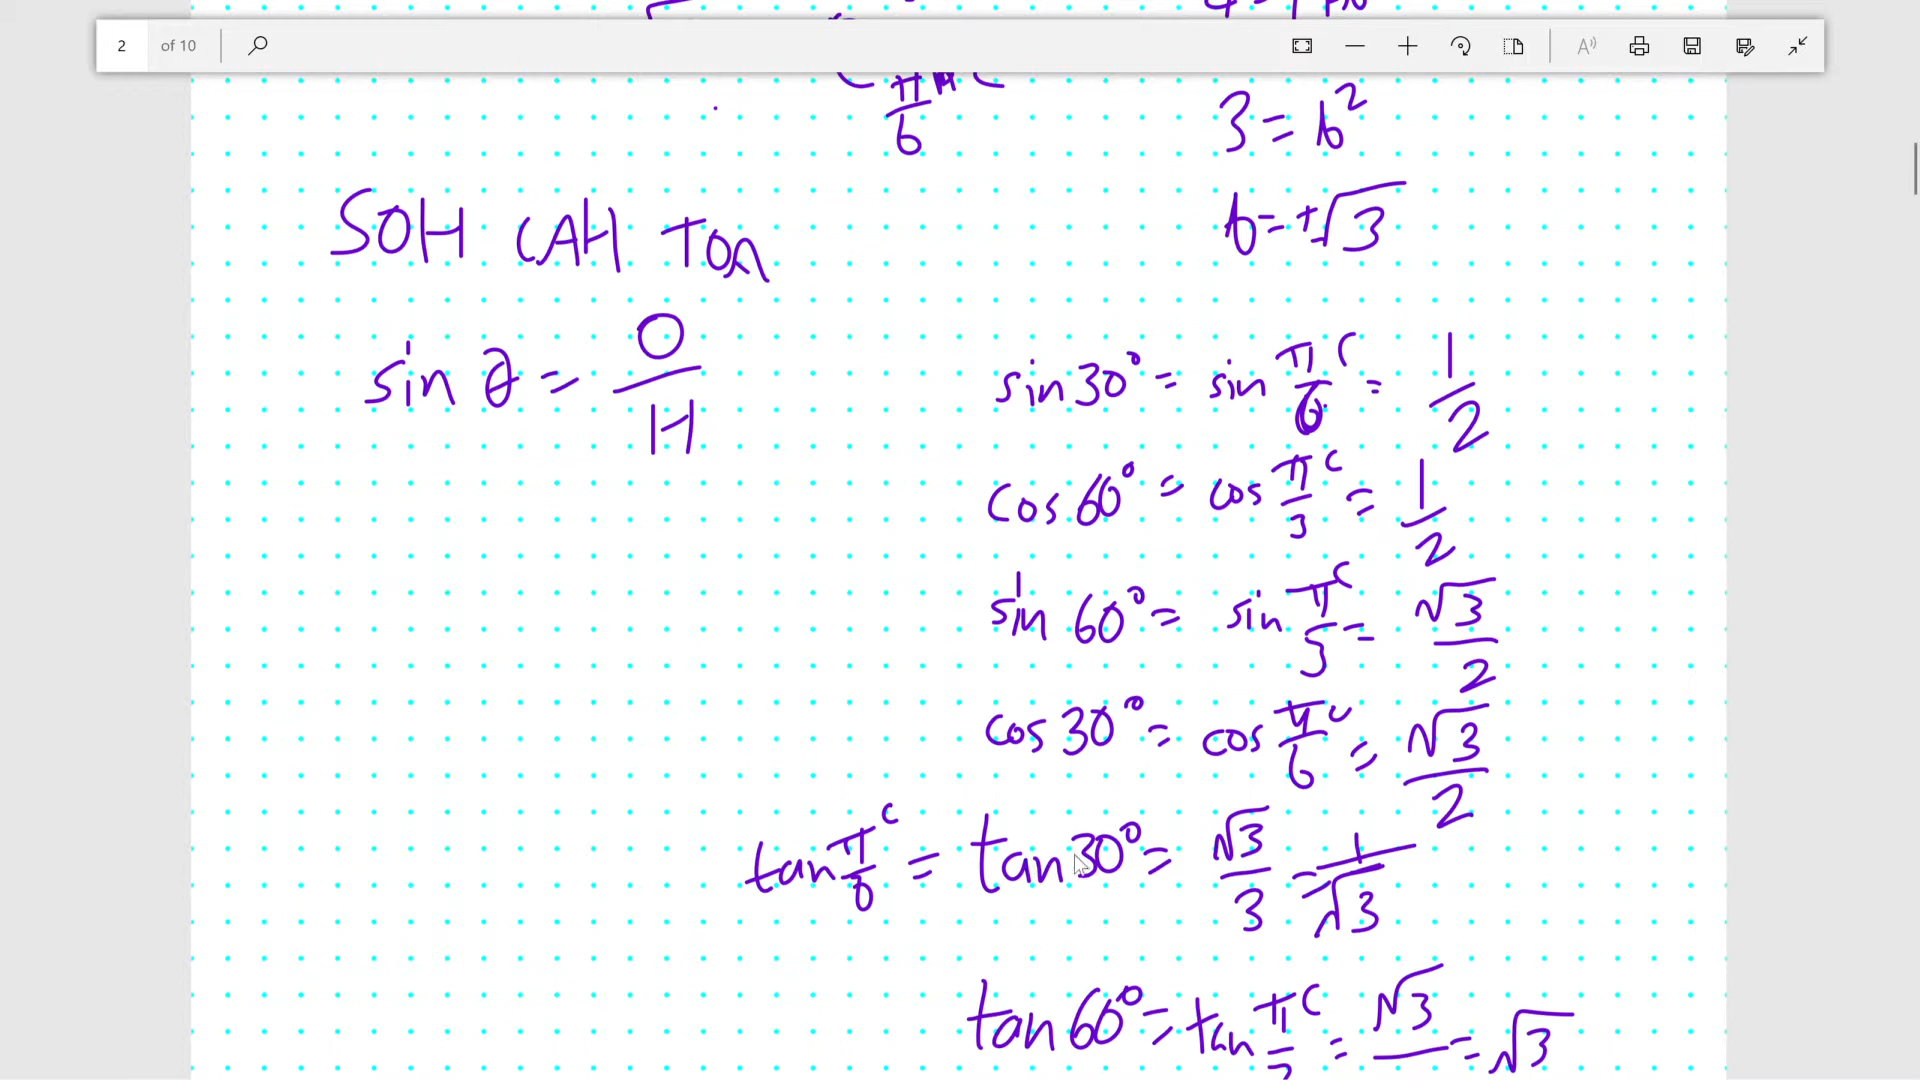 2 of 10
π/6
3 = b²
b = ±√3
SOH CAH TOA
sin θ = O/H
sin 30° = sin π/6 ᶜ = 1/2
cos 60° = cos π/3 ᶜ = 1/2
sin 60° = sin π/3 ᶜ = √3/2
cos 30° = cos π/6 ᶜ = √3/2
tan π/6 ᶜ = tan 30° = √3/3 = 1/√3
tan 60° = tan π/3 ᶜ = √3/ = √3